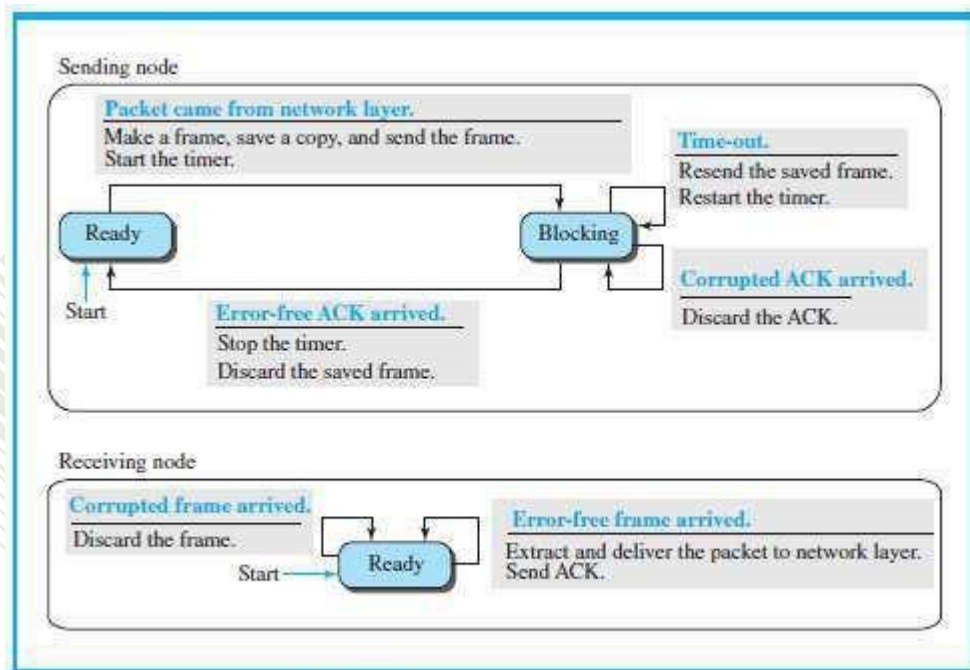 Sending node
Packet came from network layer.
Make a frame, save a copy, and send the frame.
Start the timer.
Time-out.
Resend the saved frame.
Restart the timer.
Ready
Blocking
Start
Error-free ACK arrived.
Stop the timer.
Discard the saved frame.
Corrupted ACK arrived.
Discard the ACK.
Receiving node
Corrupted frame arrived.
Discard the frame.
Start
Ready
Error-free frame arrived.
Extract and deliver the packet to network layer.
Send ACK.